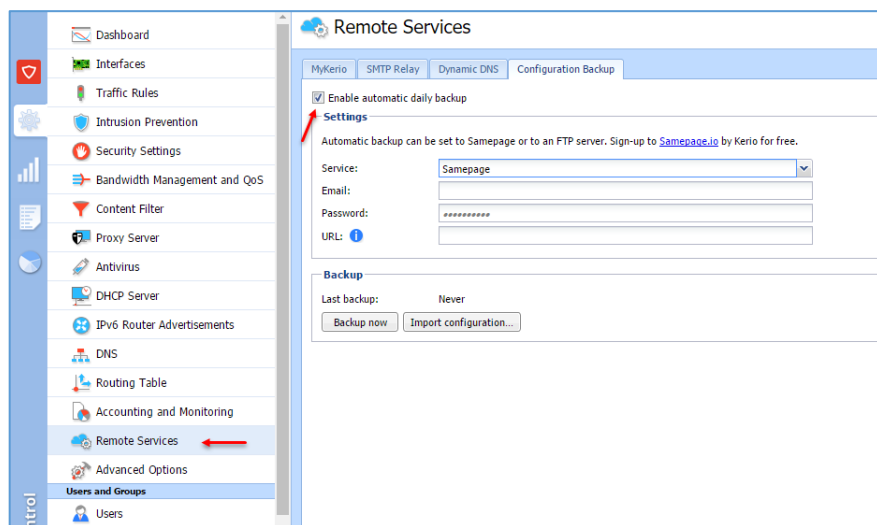 Dashboard
Interfaces
Traffic Rules
Intrusion Prevention
Security Settings
Bandwidth Management and QoS
Content Filter
Proxy Server
Antivirus
DHCP Server
IPv6 Router Advertisements
DNS
Routing Table
Accounting and Monitoring
Remote Services
Advanced Options
Users and Groups
Users
Remote Services
MyKerio SMTP Relay Dynamic DNS Configuration Backup
Enable automatic daily backup
Settings
Automatic backup can be set to Samepage or to an FTP server. Sign-up to Samepage.io by Kerio for free.
Service: Samepage
Email:
Password: **********
URL:
Backup
Last backup: Never
Backup now Import configuration...